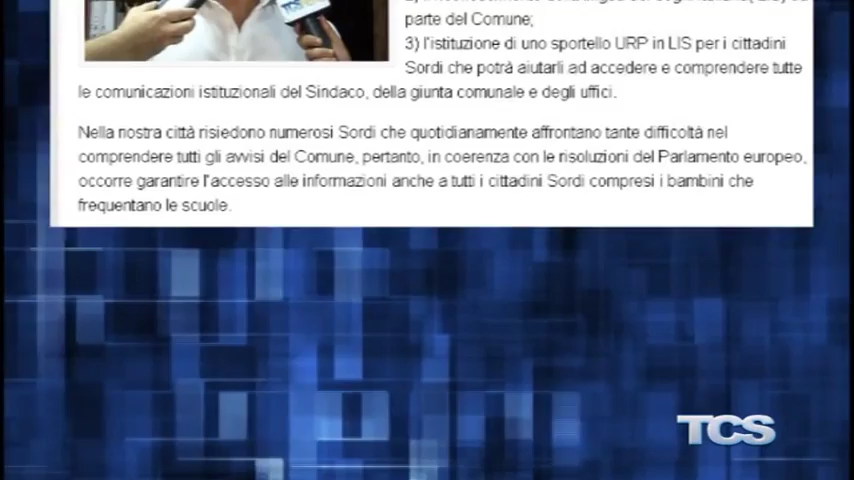 parte del Comune;
3) l'istituzione di uno sportello URP in LIS per i cittadini
Sordi che potrà aiutarli ad accedere e comprendere tutte
le comunicazioni istituzionali del Sindaco, della giunta comunale e degli uffici.
Nella nostra città risiedono numerosi Sordi che quotidianamente affrontano tante difficoltà nel
comprendere tutti gli avvisi del Comune, pertanto, in coerenza con le risoluzioni del Parlamento europeo,
occorre garantire l'accesso alle informazioni anche a tutti i cittadini Sordi compresi i bambini che
frequentano le scuole.
TCS